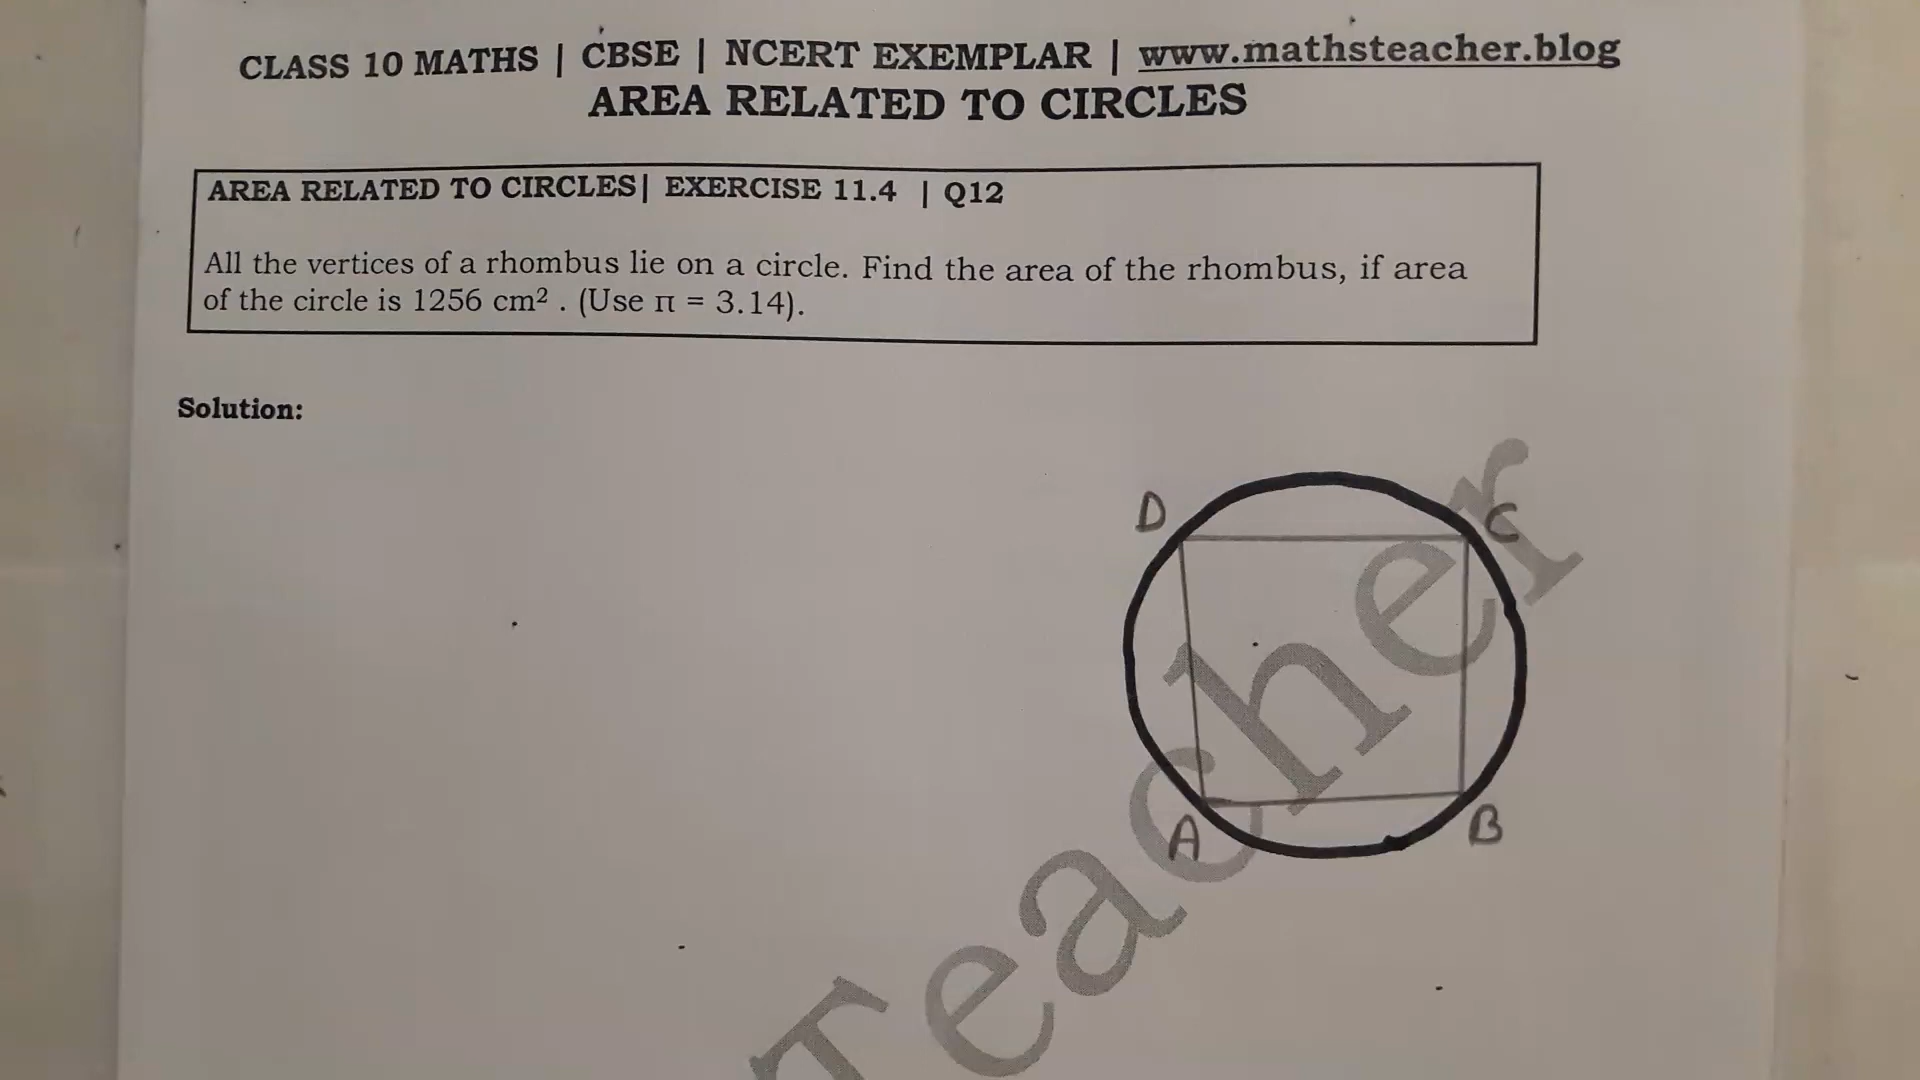 CLASS 10 MATHS | CBSE | NCERT EXEMPLAR | www.mathsteacher.blog
AREA RELATED TO CIRCLES
AREA RELATED TO CIRCLES| EXERCISE 11.4 | Q12
All the vertices of a rhombus lie on a circle. Find the area of the rhombus, if area
of the circle is 1256 cm² . (Use π = 3.14).
Solution:
D
C
A
B
Teacher